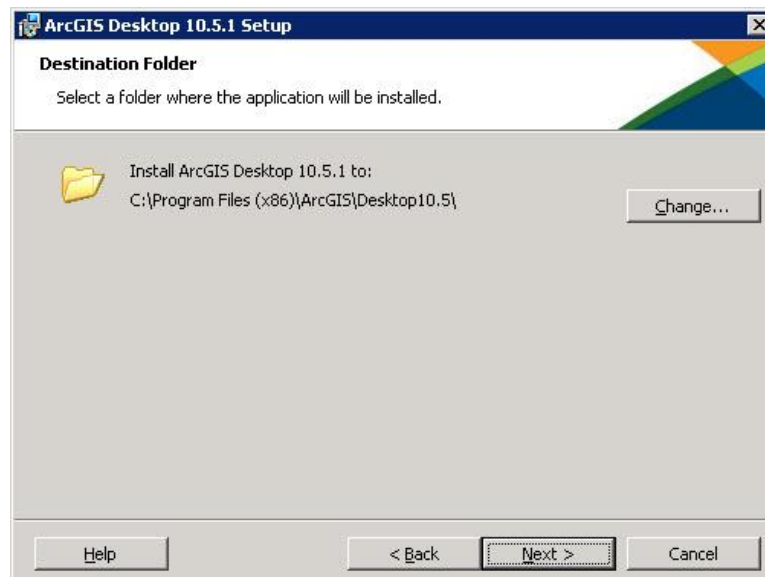 ArcGIS Desktop 10.5.1 Setup
Destination Folder
Select a folder where the application will be installed.
Install ArcGIS Desktop 10.5.1 to:
C:\Program Files (x86)\ArcGIS\Desktop10.5\
Change...
Help
< Back
Next >
Cancel